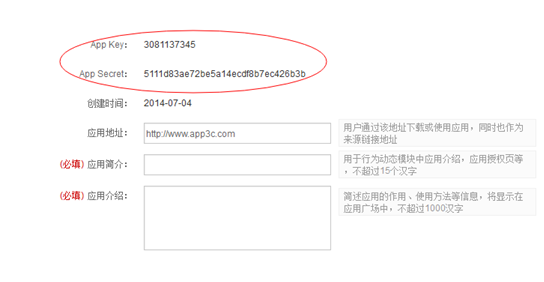 App Key: 3081137345
App Secret: 5111d83ae72be5a14ecdf8b7ec426b3b
创建时间: 2014-07-04
应用地址: http://www.app3c.com
用户通过该地址下载或使用应用，同时也作为
来源链接地址
(必填) 应用简介:
用于行为动态模块中应用介绍，应用授权页等
，不超过15个汉字
(必填) 应用介绍:
简述应用的作用、使用方法等信息，将显示在
应用广场中，不超过1000汉字